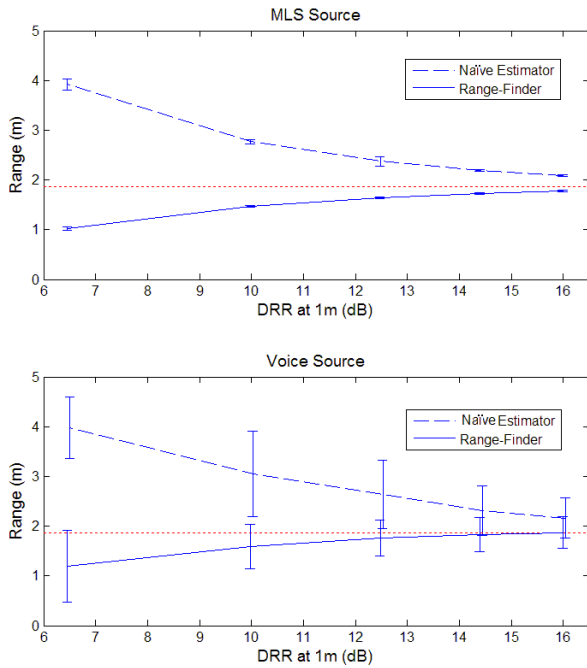 MLS Source
5
4
3
2
1
0
Range (m)
Naïve Estimator
Range-Finder
6 7 8 9 10 11 12 13 14 15 16
DRR at 1m (dB)
Voice Source
5
4
3
2
1
0
Range (m)
Naïve Estimator
Range-Finder
6 7 8 9 10 11 12 13 14 15 16
DRR at 1m (dB)